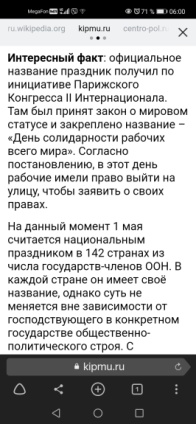 MegaFon
71 %
06:00
ru.wikipedia.org
kipmu.ru
centro-pol.r
Интересный факт: официальное
название праздник получил по
инициативе Парижского
Конгресса II Интернационала.
Там был принят закон о мировом
статусе и закреплено название –
«День солидарности рабочих
всего мира». Согласно
постановлению, в этот день
рабочие имели право выйти на
улицу, чтобы заявить о своих
правах.
На данный момент 1 мая
считается национальным
праздником в 142 странах из
числа государств-членов ООН. В
каждой стране он имеет своё
название, однако суть не
меняется вне зависимости от
господствующего в конкретном
государстве общественно-
политического строя. С
kipmu.ru
1